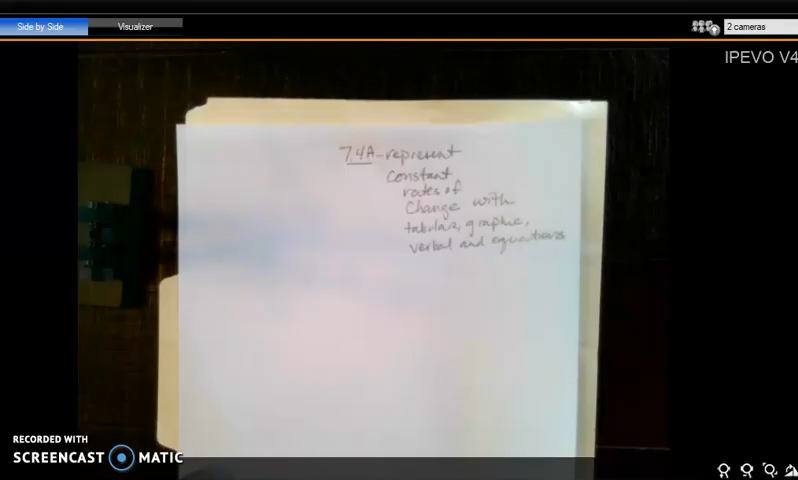 Side by Side
Visualizer
2 cameras
IPEVO V4
7.4A-represent
constant
rates of
Change with
tabular, graphic,
verbal and equations
RECORDED WITH
SCREENCAST MATIC